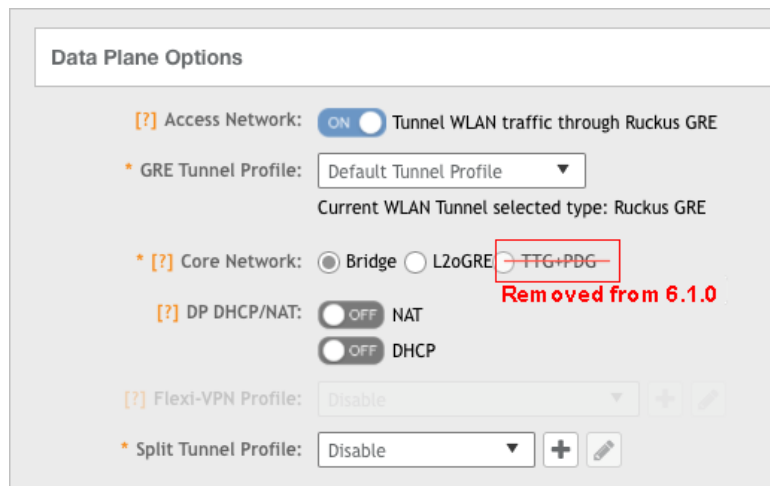 Data Plane Options
[?] Access Network: ON Tunnel WLAN traffic through Ruckus GRE
* GRE Tunnel Profile: Default Tunnel Profile
Current WLAN Tunnel selected type: Ruckus GRE
* [?] Core Network: Bridge L2oGRE TTG+PDG
Removed from 6.1.0
[?] DP DHCP/NAT: OFF NAT
OFF DHCP
[?] Flexi-VPN Profile: Disable
* Split Tunnel Profile: Disable